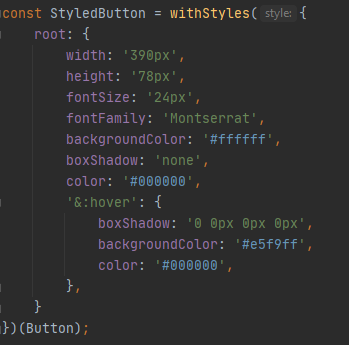 const StyledButton = withStyles( style: {
    root: {
        width: '390px',
        height: '78px',
        fontSize: '24px',
        fontFamily: 'Montserrat',
        backgroundColor: '#ffffff',
        boxShadow: 'none',
        color: '#000000',
        '&:hover': {
            boxShadow: '0 0px 0px 0px',
            backgroundColor: '#e5f9ff',
            color: '#000000',
        },
    }
})(Button);